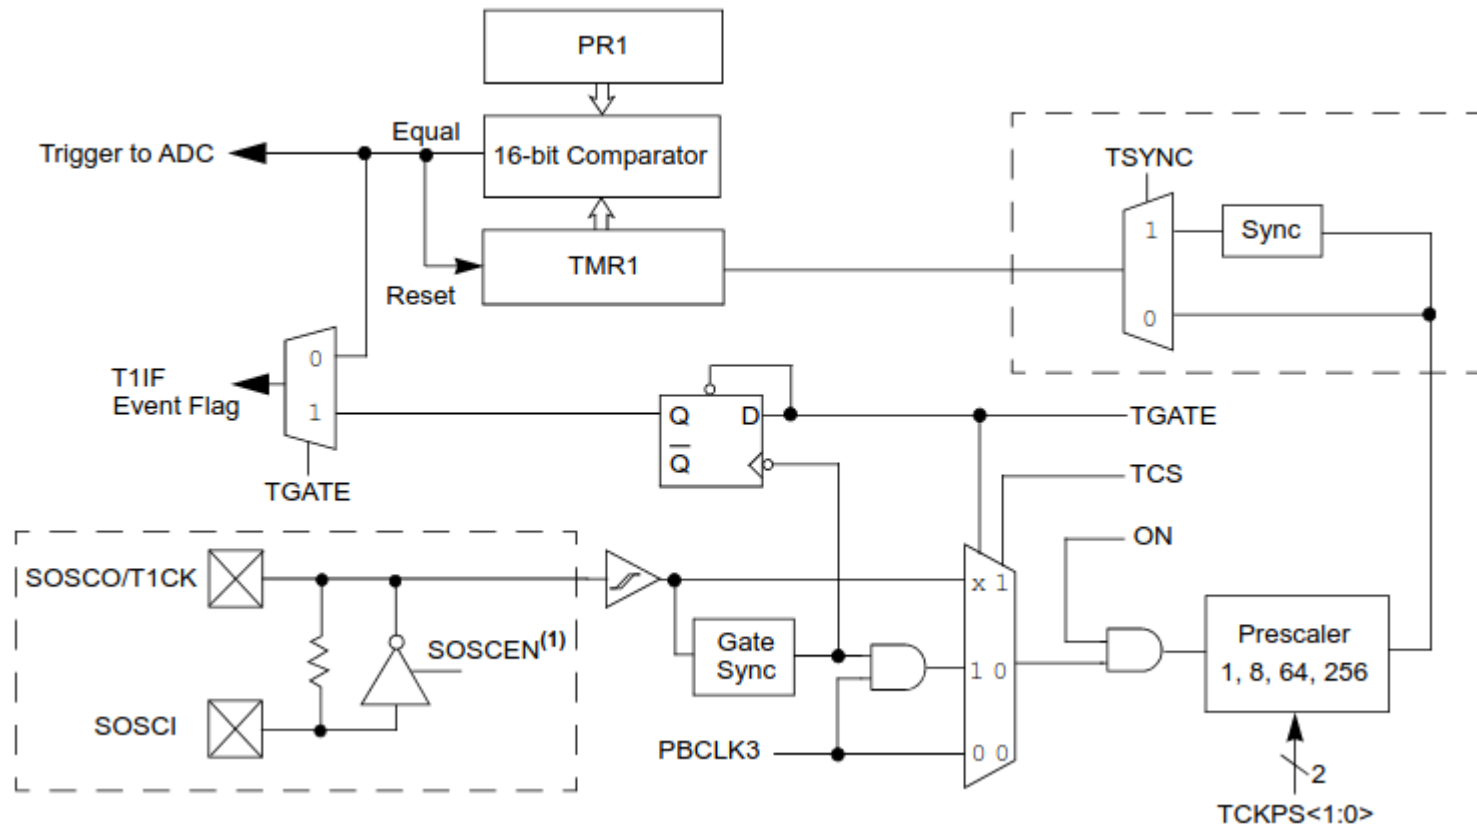 PR1
Equal
Trigger to ADC
16-bit Comparator
TSYNC
1
Sync
TMR1
Reset
0
0
T1IF
Event Flag
1
Q
D
TGATE
Q
TGATE
TCS
ON
SOSCO/T1CK
x 1
SOSCEN(1)
Gate
Sync
Prescaler
1, 8, 64, 256
1 0
SOSCI
PBCLK3
0 0
2
TCKPS<1:0>